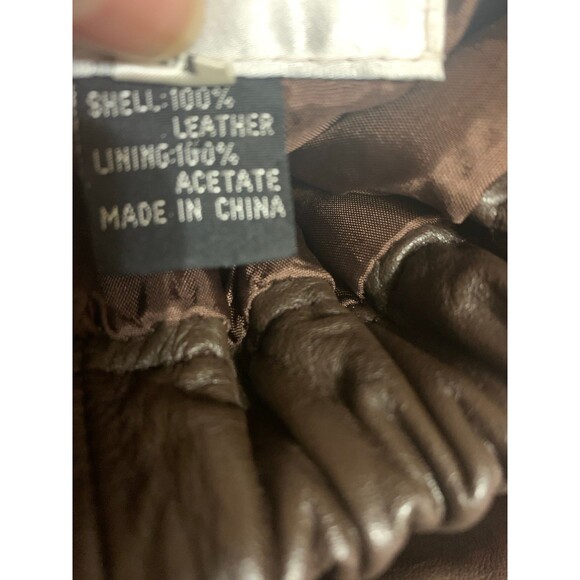 SHELL:100%
LEATHER
LINING:100%
ACETATE
MADE IN CHINA